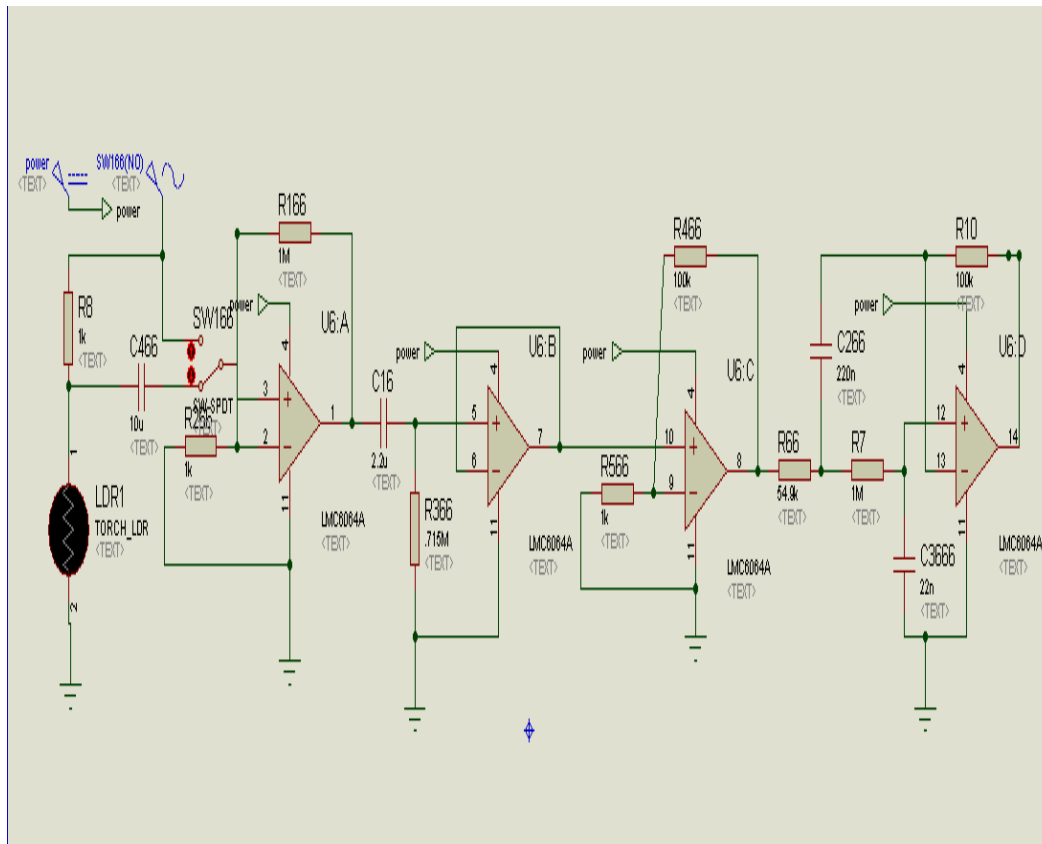 power
<TEXT>
SW166(NO)
<TEXT>
power
R8
1k
<TEXT>
C466
10u
<TEXT>
SW166
SW-SPDT
<TEXT>
1k
<TEXT>
LDR1
TORCH_LDR
<TEXT>
1
2
R166
1M
<TEXT>
power
U6:A
4
3
2
1
11
LMC6064A
<TEXT>
C16
2.2u
<TEXT>
R366
.715M
<TEXT>
power
U6:B
4
5
6
7
11
LMC6064A
<TEXT>
R466
100k
<TEXT>
power
U6:C
4
10
9
8
11
LMC6064A
<TEXT>
R566
1k
<TEXT>
R66
54.9k
<TEXT>
C266
220n
<TEXT>
R7
1M
<TEXT>
C3666
22n
<TEXT>
R10
100k
<TEXT>
power
U6:D
4
12
13
14
11
LMC6064A
<TEXT>